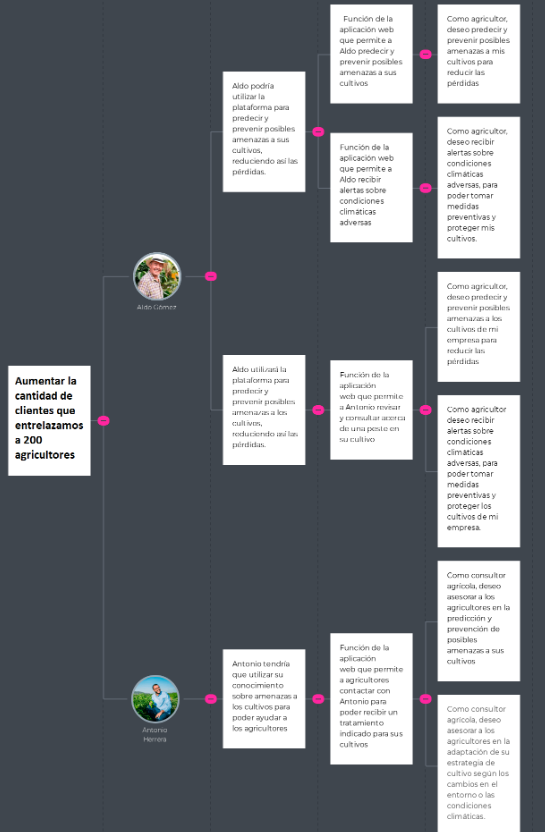 Aumentar la
cantidad de
clientes que
entrelazamos
a 200
agricultores
Aldo Gómez
Aldo podría
utilizar la
plataforma para
predecir y
prevenir posibles
amenazas a sus
cultivos,
reduciendo así las
pérdidas.
Función de la
aplicación web
que permite a
Aldo predecir y
prevenir posibles
amenazas a sus
cultivos
Como agricultor,
deseo predecir y
prevenir posibles
amenazas a mis
cultivos para
reducir las
pérdidas
Función de la
aplicación web
que permite a
Aldo recibir
alertas sobre
condiciones
climáticas
adversas
Como agricultor,
deseo recibir
alertas sobre
condiciones
climáticas
adversas, para
poder tomar
medidas
preventivas y
proteger mis
cultivos.
Aldo utilizará la
plataforma para
predecir y
prevenir posibles
amenazas a los
cultivos,
reduciendo así las
pérdidas.
Función de la
aplicación
web que permite
a Antonio revisar
y consultar acerca
de una peste en
su cultivo
Como agricultor,
deseo predecir y
prevenir posibles
amenazas a los
cultivos de mi
empresa para
reducir las
pérdidas
Como agricultor
deseo recibir
alertas sobre
condiciones
climáticas
adversas, para
poder tomar
medidas
preventivas y
proteger los
cultivos de mi
empresa.
Antonio
Herrera
Antonio tendría
que utilizar su
conocimiento
sobre amenazas a
los cultivos para
poder ayudar a
los agricultores
Función de la
aplicación
web que permite
a agricultores
contactar con
Antonio para
poder recibir un
tratamiento
indicado para sus
cultivos
Como consultor
agrícola, deseo
asesorar a los
agricultores en la
predicción y
prevención de
posibles
amenazas a sus
cultivos
Como consultor
agrícola, deseo
asesorar a los
agricultores en la
adaptación de su
estrategia de
cultivo según los
cambios en el
entorno o las
condiciones
climáticas.